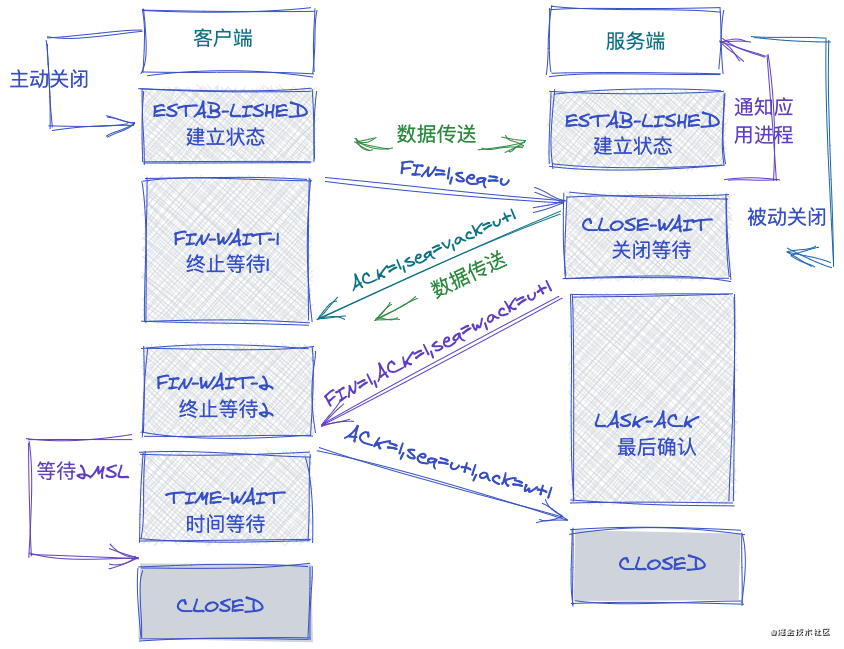 客户端
服务端
主动关闭
ESTAB-LISHED
建立状态
数据传送
ESTAB-LISHED
建立状态
通知应
用进程
FIN=1,seq=u
FIN-WAIT-1
终止等待1
CLOSE-WAIT
关闭等待
被动关闭
ACK=1,seq=v,ack=u+1
数据传送
FIN=1,ACK=1,seq=w,ack=u+1
FIN-WAIT-2
终止等待2
LASK-ACK
最后确认
ACK=1,seq=u+1,ack=w+1
等待2MSL
TIME-WAIT
时间等待
CLOSED
CLOSED
@掘金技术社区